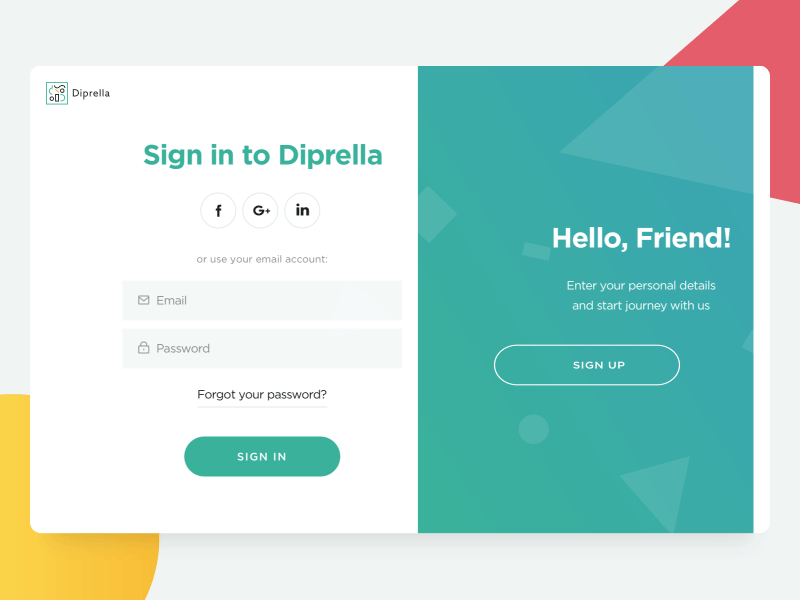 Diprella
Sign in to Diprella
f
G+
in
or use your email account:
Email
Password
Forgot your password?
SIGN IN
Hello, Friend!
Enter your personal details
and start journey with us
SIGN UP